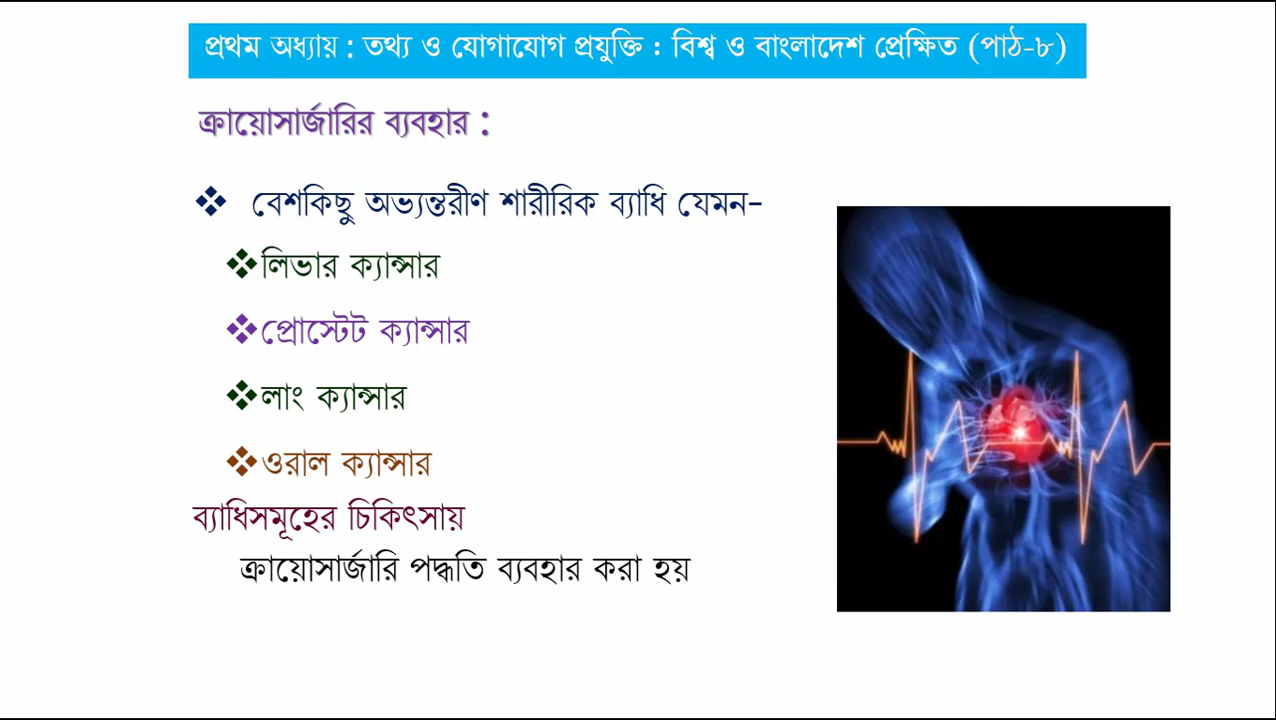 প্রথম অধ্যায় : তথ্য ও যোগাযোগ প্রযুক্তি : বিশ্ব ও বাংলাদেশ প্রেক্ষিত (পাঠ-৮)
ক্রায়োসার্জারির ব্যবহার :
❖ বেশকিছু অভ্যন্তরীণ শারীরিক ব্যাধি যেমন-
❖লিভার ক্যান্সার
❖প্রোস্টেট ক্যান্সার
❖লাং ক্যান্সার
❖ওরাল ক্যান্সার
ব্যাধিসমূহের চিকিৎসায়
ক্রায়োসার্জারি পদ্ধতি ব্যবহার করা হয়